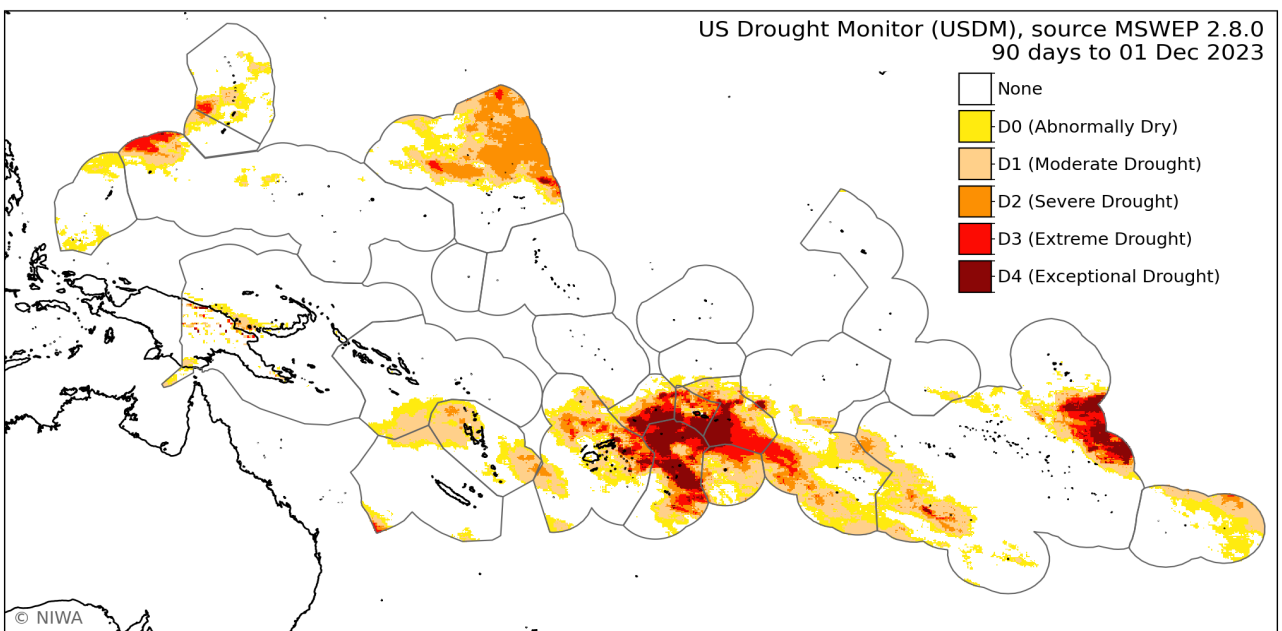 US Drought Monitor (USDM), source MSWEP 2.8.0
90 days to 01 Dec 2023
None
D0 (Abnormally Dry)
D1 (Moderate Drought)
D2 (Severe Drought)
D3 (Extreme Drought)
D4 (Exceptional Drought)
© NIWA